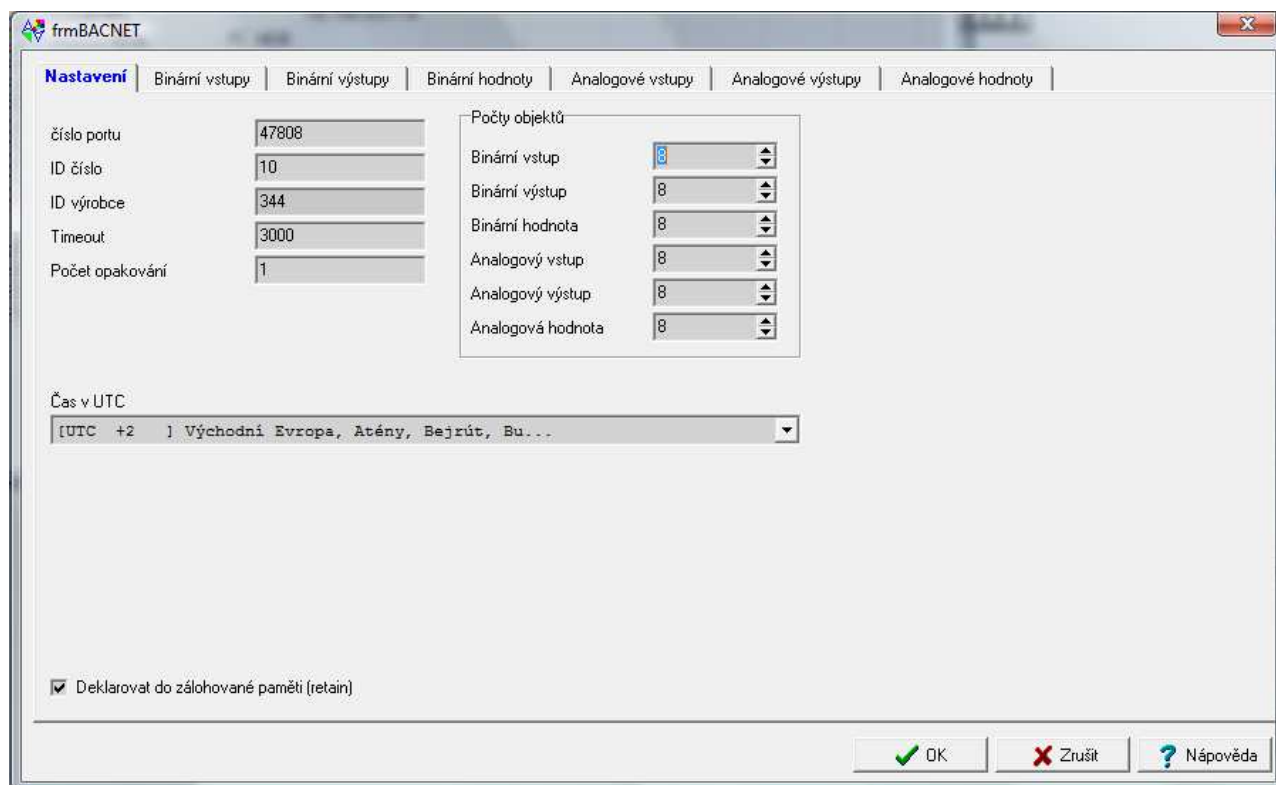 frmBACNET
Nastavení Binární vstupy Binární výstupy Binární hodnoty Analogové vstupy Analogové výstupy Analogové hodnoty
číslo portu 47808
ID číslo 10
ID výrobce 344
Timeout 3000
Počet opakování 1
Počty objektů
Binární vstup 8
Binární výstup 8
Binární hodnota 8
Analogový vstup 8
Analogový výstup 8
Analogová hodnota 8
Čas v UTC
[UTC +2 ] Východní Evropa, Atény, Bejrút, Bu...
Deklarovat do zálohované paměti (retain)
OK Zrušit ? Nápověda